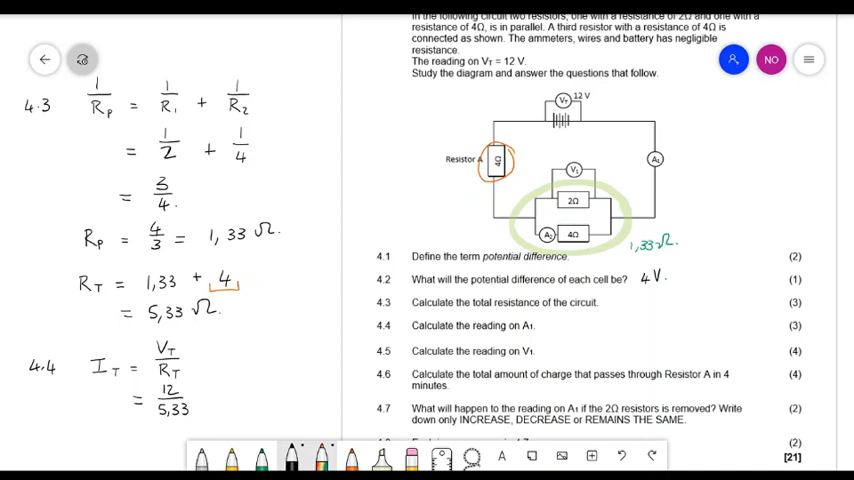 4.3 1/Rp = 1/R1 + 1/R2
= 1/2 + 1/4
= 3/4.
Rp = 4/3 = 1,33 Ω.
RT = 1,33 + 4
= 5,33 Ω.
4.4 IT = VT/RT
= 12/5,33
In the following circuit two resistors, one with a resistance of 2Ω and one with a
resistance of 4Ω, is in parallel. A third resistor with a resistance of 4Ω is
connected as shown. The ammeters, wires and battery has negligible
resistance.
The reading on VT = 12 V.
Study the diagram and answer the questions that follow.
NO
VT 12 V
Resistor A 4Ω
A1
V1
2Ω
A2 4Ω
1,33 Ω.
4.1 Define the term potential difference. (2)
4.2 What will the potential difference of each cell be? 4V. (1)
4.3 Calculate the total resistance of the circuit. (3)
4.4 Calculate the reading on A1. (3)
4.5 Calculate the reading on V1. (4)
4.6 Calculate the total amount of charge that passes through Resistor A in 4 (4)
minutes.
4.7 What will happen to the reading on A1 if the 2Ω resistors is removed? Write (2)
down only INCREASE, DECREASE or REMAINS THE SAME.
(2)
[21]